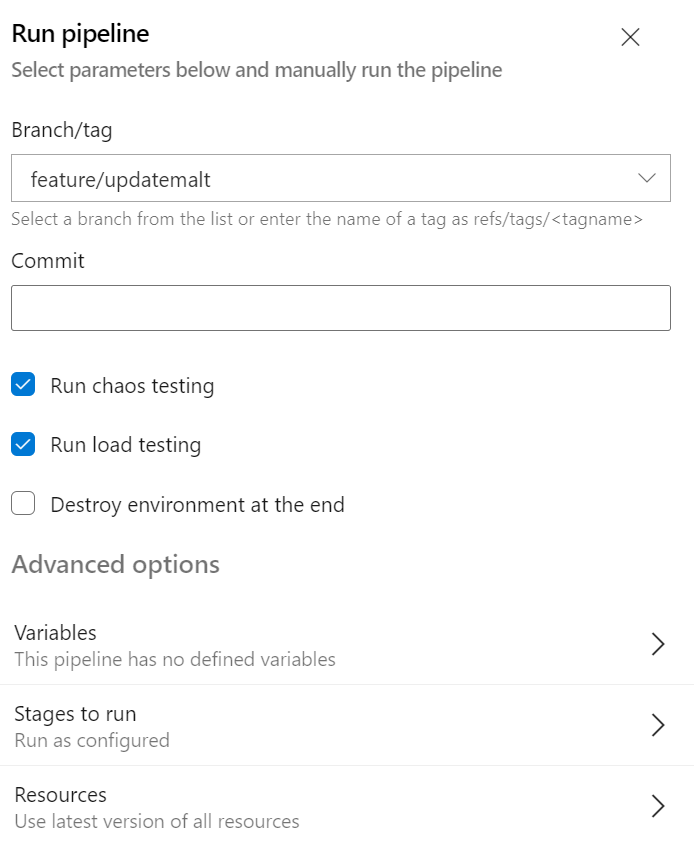 Run pipeline
Select parameters below and manually run the pipeline
Branch/tag
feature/updatemalt
Select a branch from the list or enter the name of a tag as refs/tags/<tagname>
Commit
Run chaos testing
Run load testing
Destroy environment at the end
Advanced options
Variables
This pipeline has no defined variables
Stages to run
Run as configured
Resources
Use latest version of all resources